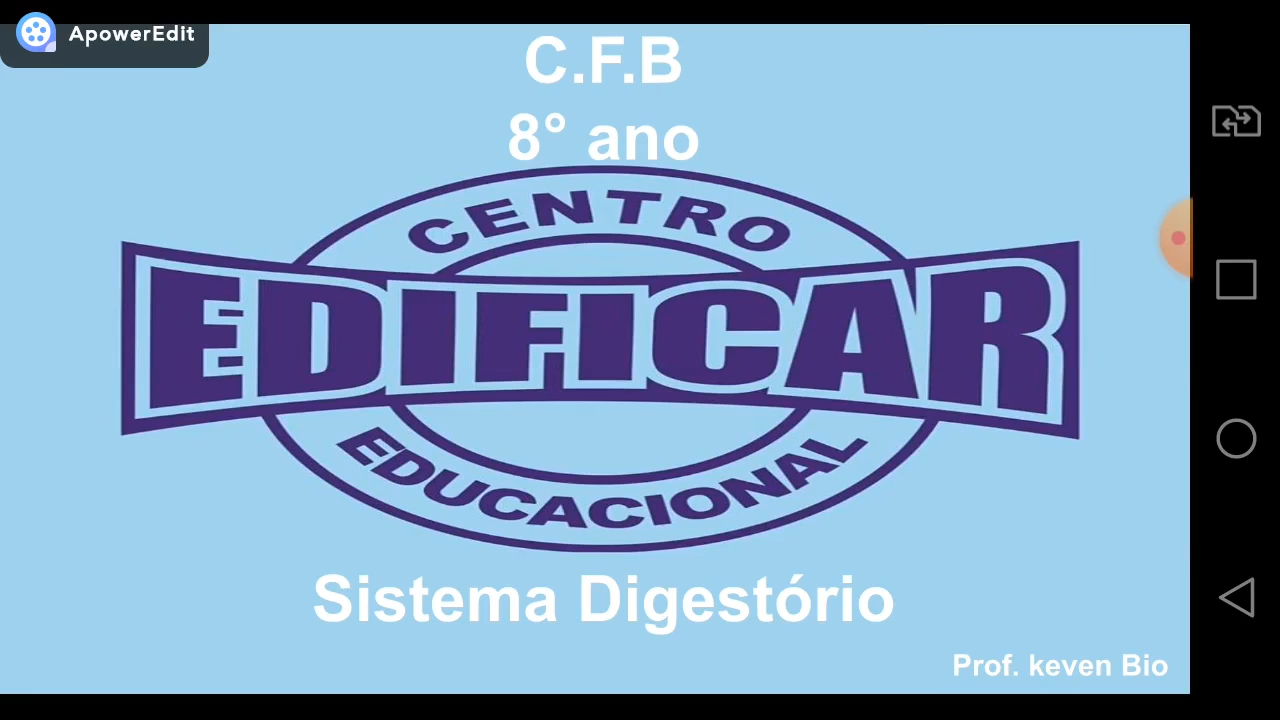 ApowerEdit
C.F.B
8° ano
CENTRO
EDIFICAR
EDUCACIONAL
Sistema Digestório
Prof. keven Bio